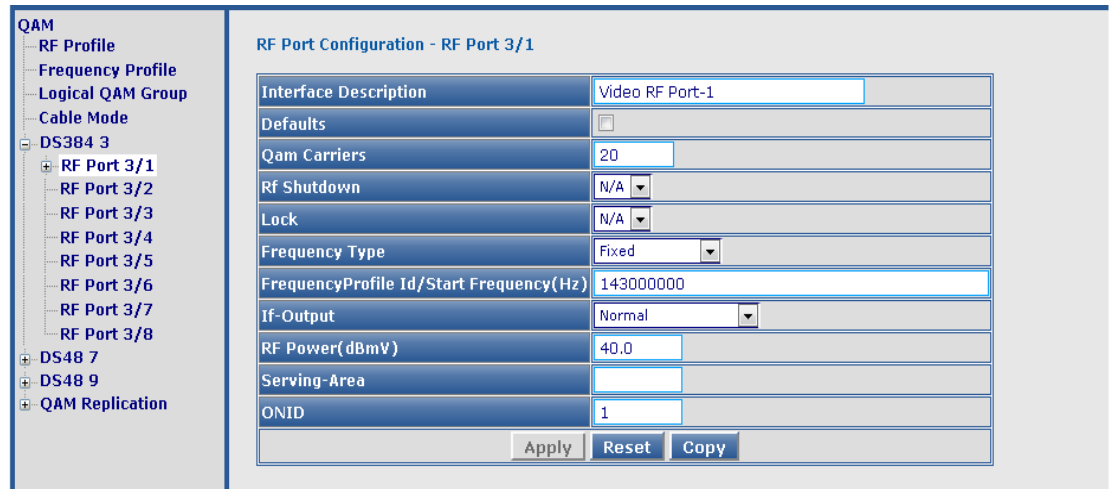 QAM
RF Profile
Frequency Profile
Logical QAM Group
Cable Mode
DS384 3
RF Port 3/1
RF Port 3/2
RF Port 3/3
RF Port 3/4
RF Port 3/5
RF Port 3/6
RF Port 3/7
RF Port 3/8
DS48 7
DS48 9
QAM Replication
RF Port Configuration - RF Port 3/1
Interface Description Video RF Port-1
Defaults
Qam Carriers 20
Rf Shutdown N/A
Lock N/A
Frequency Type Fixed
FrequencyProfile Id/Start Frequency(Hz) 143000000
If-Output Normal
RF Power(dBmV) 40.0
Serving-Area
ONID 1
Apply Reset Copy